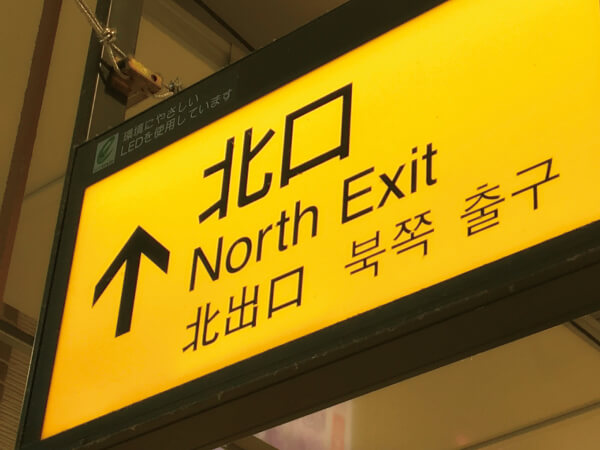 環境にやさしい
LEDを使用しています
北口
North Exit
北出口 북쪽 출구